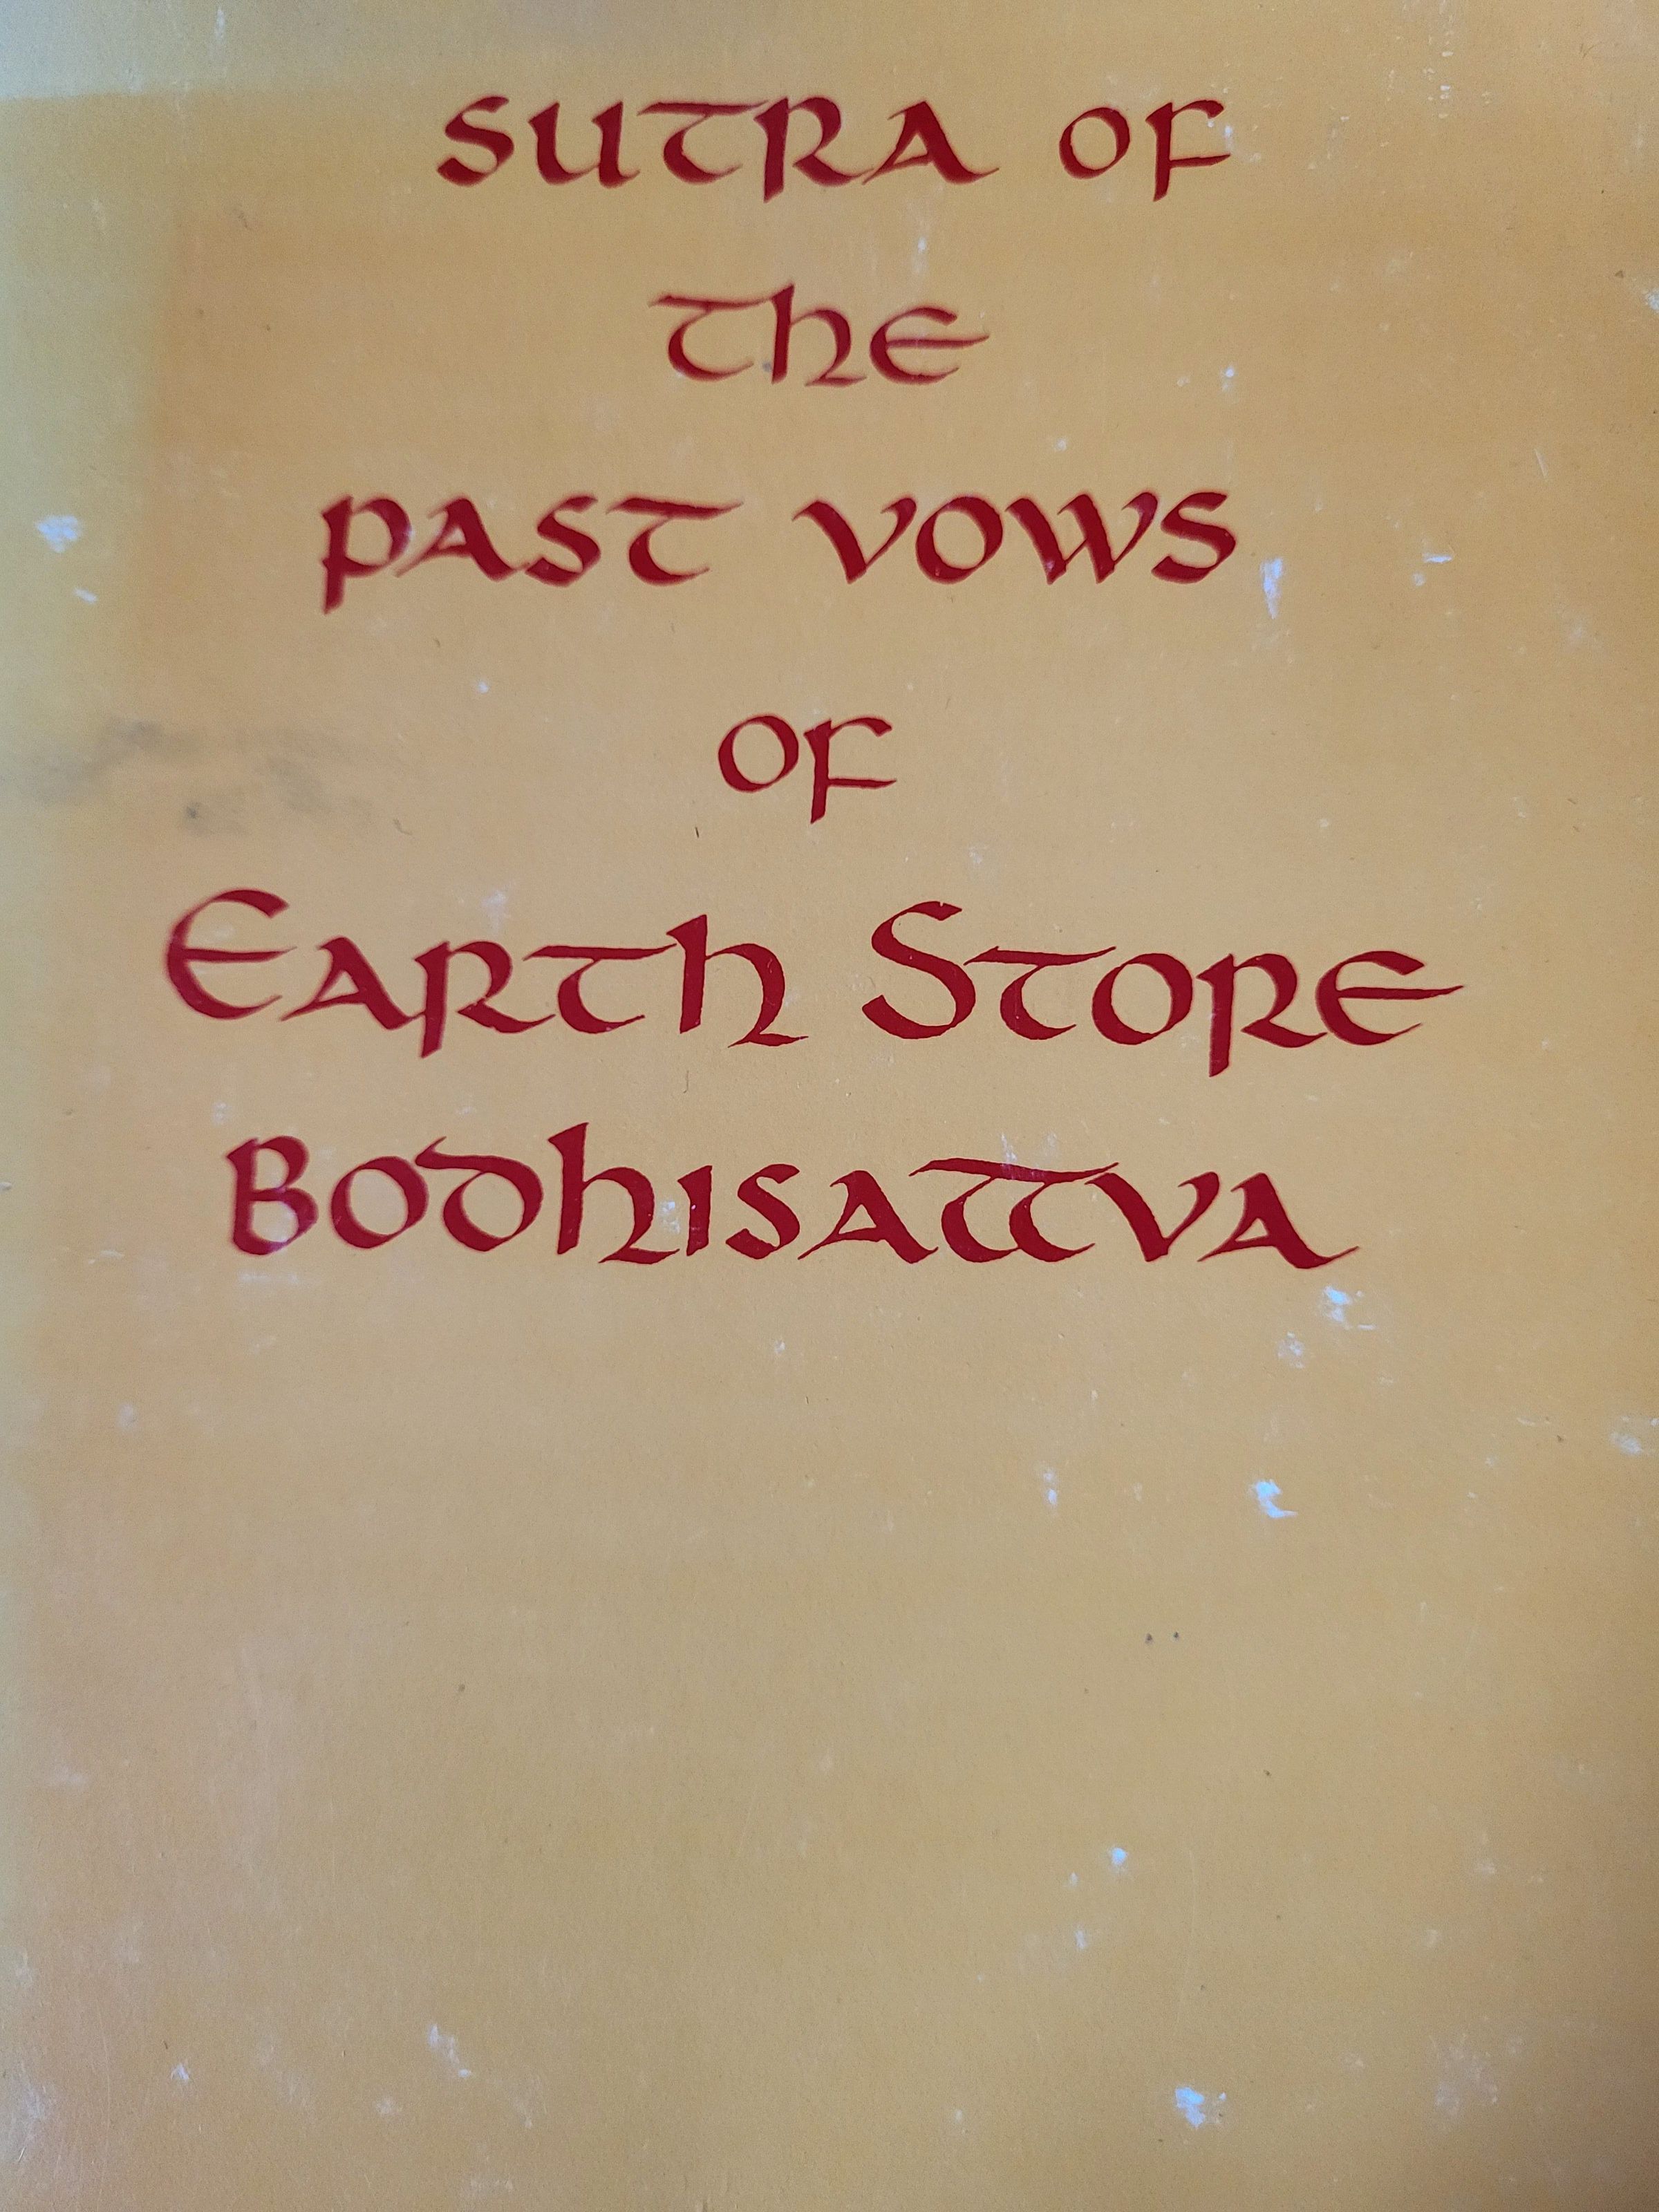 SUTRA OF
THE
PAST VOWS
OF
EARTH STORE
BODHISATTVA